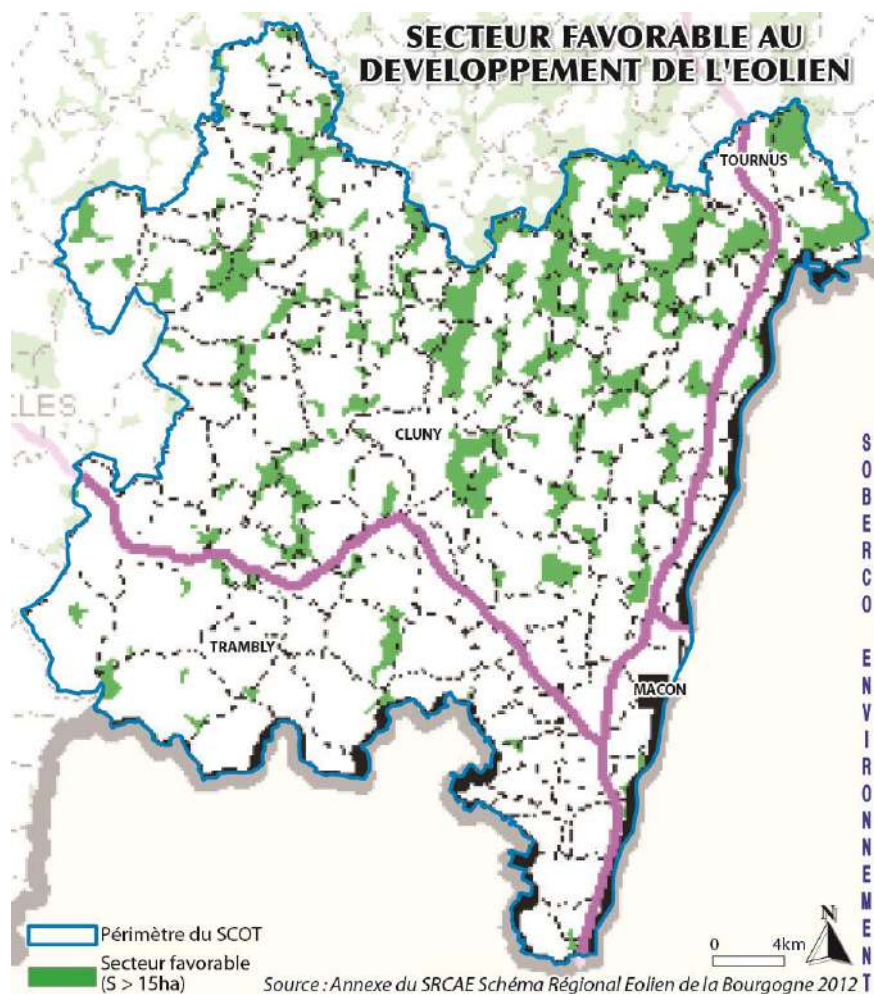 SECTEUR FAVORABLE AU
DEVELOPPEMENT DE L'EOLIEN
TOURNUS
LLES
CLUNY
TRAMBLY
MACON
SOBERCO ENVIRONNEMENT
N
Périmètre du SCOT
0 4km
Secteur favorable
(S > 15ha)
Source : Annexe du SRCAE Schéma Régional Eolien de la Bourgogne 2012